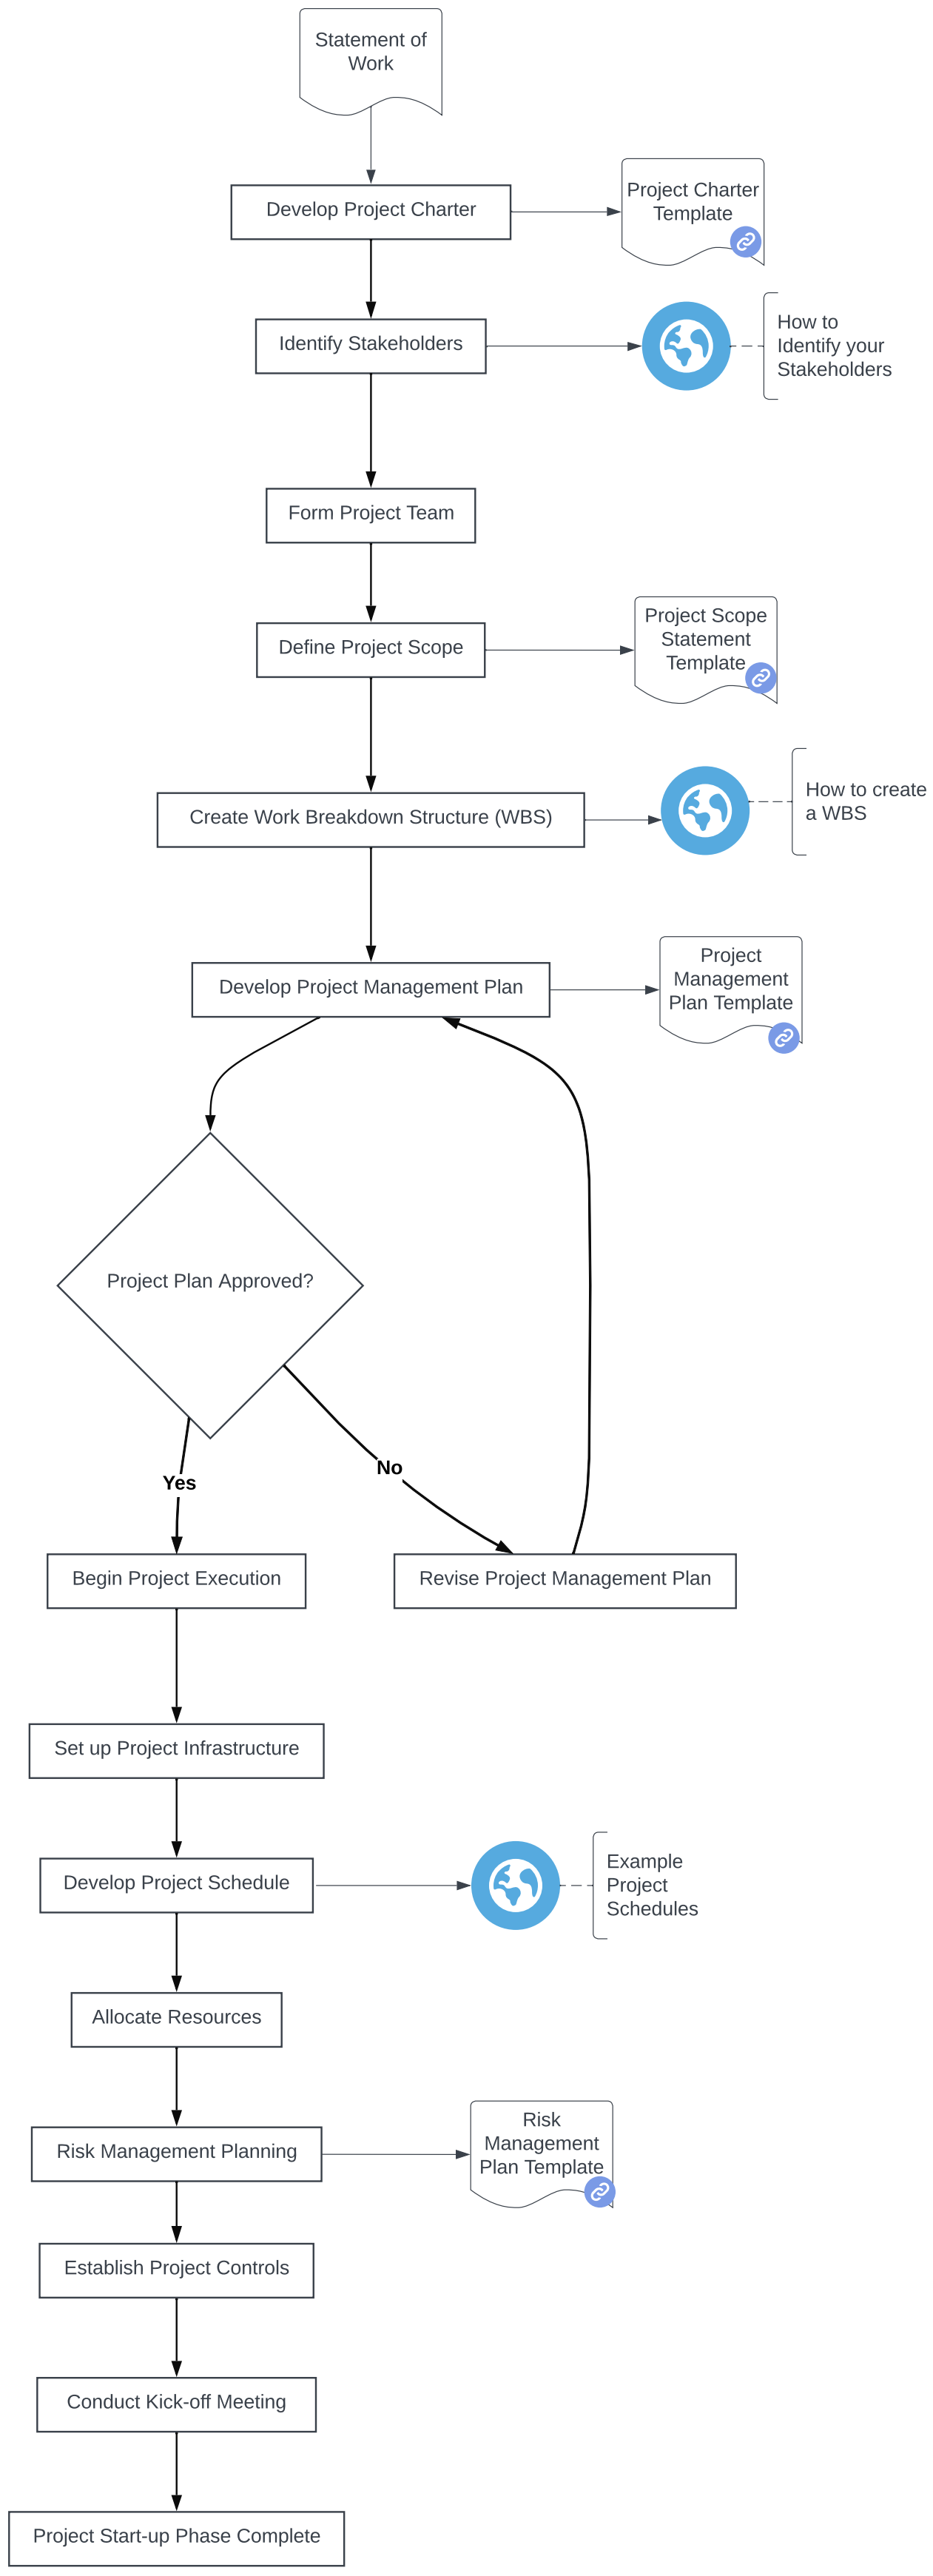 Statement of
Work
Develop Project Charter
Project Charter
Template
Identify Stakeholders
How to
Identify your
Stakeholders
Form Project Team
Define Project Scope
Project Scope
Statement
Template
Create Work Breakdown Structure (WBS)
How to create
a WBS
Develop Project Management Plan
Project
Management
Plan Template
Project Plan Approved?
Yes
No
Begin Project Execution
Revise Project Management Plan
Set up Project Infrastructure
Develop Project Schedule
Example
Project
Schedules
Allocate Resources
Risk Management Planning
Risk
Management
Plan Template
Establish Project Controls
Conduct Kick-off Meeting
Project Start-up Phase Complete